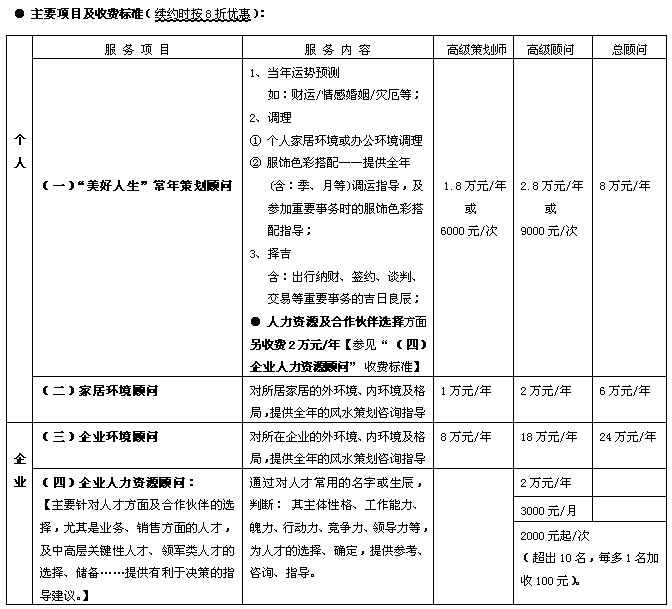 ● 主要项目及收费标准(续约时按8折优惠):
服 务 项 目
服 务 内 容
高级策划师
高级顾问
总顾问
个
人
(一)“美好人生”常年策划顾问
1、当年运势预测
如:财运/情感婚姻/灾厄等;
2、调理
① 个人家居环境或办公环境调理
② 服饰色彩搭配——提供全年
(含:季、月等)调运指导,及
参加重要事务时的服饰色彩搭
配指导;
3、择吉
含:出行纳财、签约、谈判、
交易等重要事务的吉日良辰;
● 人力资源及合作伙伴选择方面
另收费2万元/年【参见“(四)
企业人力资源顾问”收费标准】
1.8万元/年
或
6000元/次
2.8万元/年
或
9000元/次
8万元/年
(二)家居环境顾问
对所居家居的外环境、内环境及格
局,提供全年的风水策划咨询指导
1万元/年
2万元/年
6万元/年
企
业
(三)企业环境顾问
对所在企业的外环境、内环境及格
局,提供全年的风水策划咨询指导
8万元/年
18万元/年
24万元/年
(四)企业人力资源顾问:
【主要针对人才方面及合作伙伴的选
择,尤其是业务、销售方面的人才,
及中高层关键性人才、领军类人才的
选择、储备……提供有利于决策的指
导建议。】
通过对人才常用的名字或生辰,
判断: 其主体性格、工作能力、
魄力、行动力、竞争力、领导力等,
为人才的选择、确定,提供参考、
咨询、指导。
2万元/年
3000元/月
2000元起/次
(超出10名,每多1名加
收100元)。